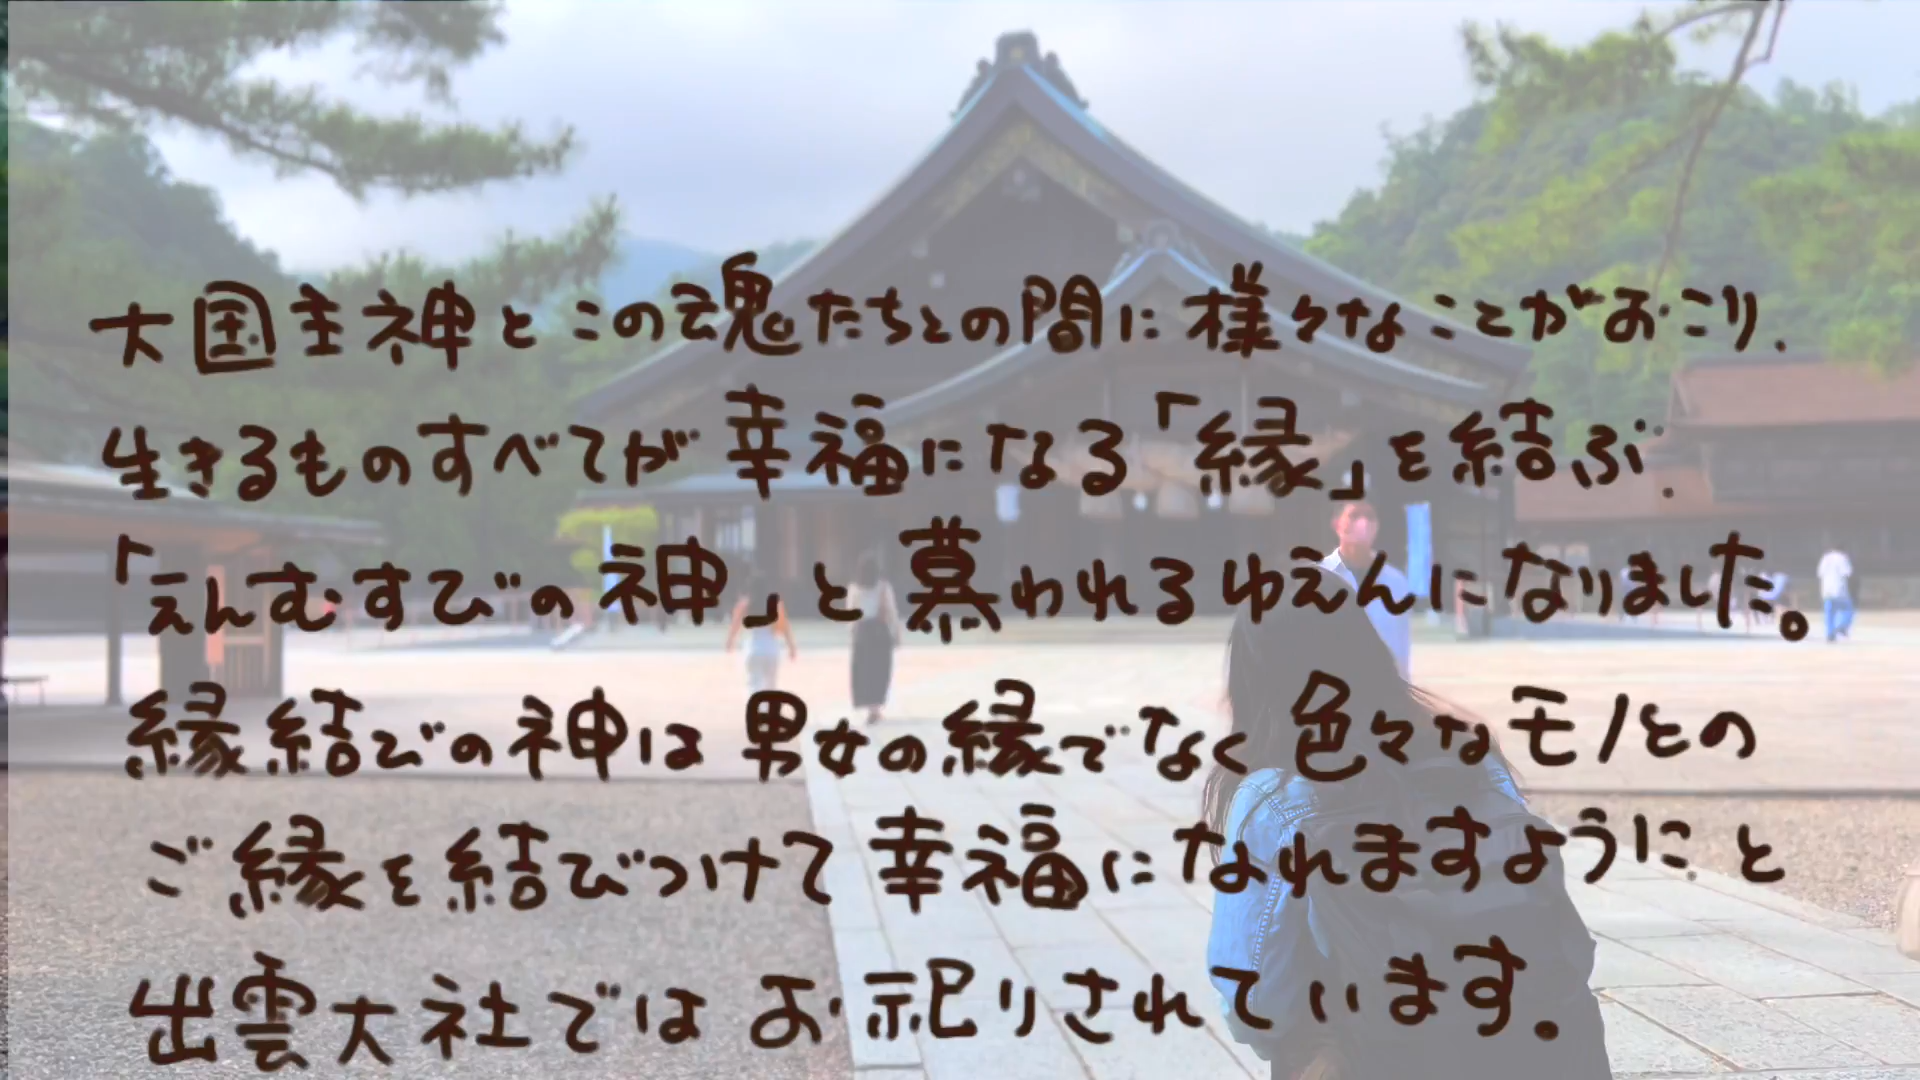 大国主神とこの魂たちとの間に様々なことがおこり、
生きるものすべてが幸福になる「縁」を結ぶ、
「えんむすびの神」と慕われるゆえんになりました。
縁結びの神は男女の縁でなく色々なモノとの
ご縁を結びつけて幸福になれますように、と
出雲大社ではお祀りされています。